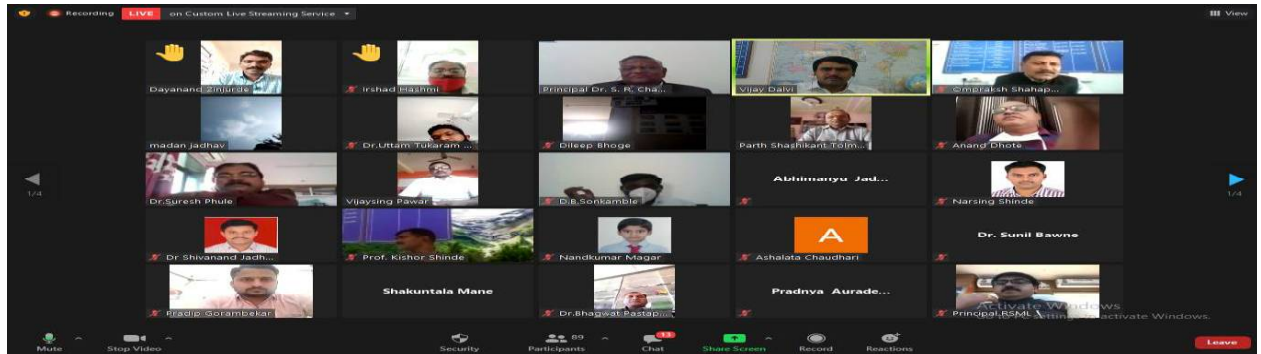 Recording LIVE on Custom Live Streaming Service View
Dayanand Zinjurde Irshad Hashmi Principal Dr. S. R. Cha... Vijay Dalvi Ompraksh Shahap...
madan jadhav Dr.Uttam Tukaram ... Dileep Bhoge Parth Shashikant Tolm... Anand Dhote
1/4 1/4
Dr.Suresh Phule Vijaysing Pawar D.B.Sonkamble Abhimanyu Jad... Narsing Shinde
A
Dr Shivanand Jadh... Prof. Kishor Shinde Nandkumar Magar Ashalata Chaudhari Dr. Sunil Bawne
Pradip Gorambekar Shakuntala Mane Dr.Bhagwat Pastap... Pradnya Aurade... Principal RSML
Activate Windows
activate Windows.
Mute Stop Video Security Participants 89 Chat 13 Share Screen Record Reactions Leave